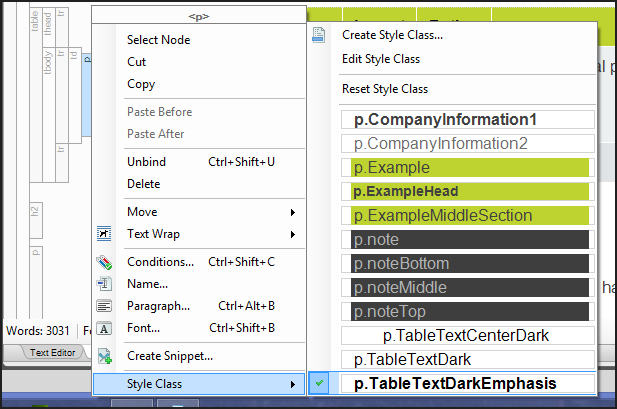 <p>
table
thead
tr
tbody
tr
td
p
tr
h2
p
Select Node
Cut
Copy
Paste Before
Paste After
Unbind Ctrl+Shift+U
Delete
Move
Text Wrap
Conditions... Ctrl+Shift+C
Name...
Paragraph... Ctrl+Alt+B
Font... Ctrl+Shift+B
Create Snippet...
Style Class
Create Style Class...
Edit Style Class
Reset Style Class
p.CompanyInformation1
p.CompanyInformation2
p.Example
p.ExampleHead
p.ExampleMiddleSection
p.note
p.noteBottom
p.noteMiddle
p.noteTop
p.TableTextCenterDark
p.TableTextDark
p.TableTextDarkEmphasis
al p
ha
Words: 3031
Text Editor